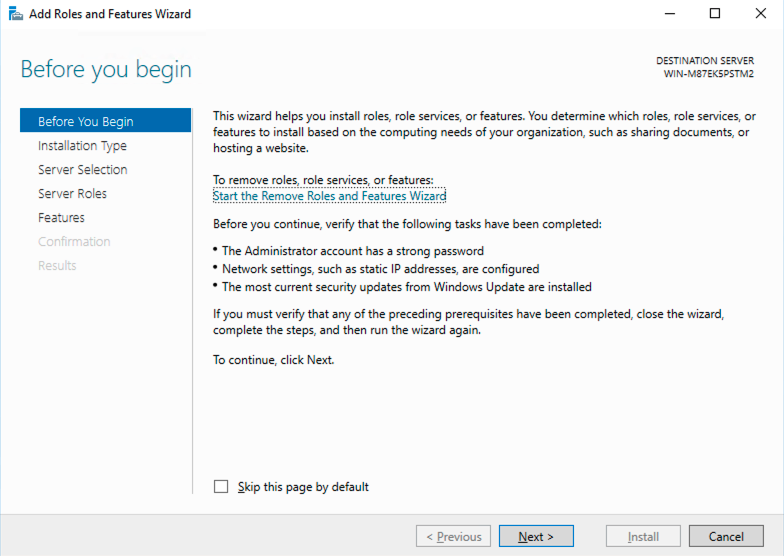 Add Roles and Features Wizard
Before you begin
DESTINATION SERVER
WIN-M87EK5PSTM2
Before You Begin
Installation Type
Server Selection
Server Roles
Features
Confirmation
Results
This wizard helps you install roles, role services, or features. You determine which roles, role services, or
features to install based on the computing needs of your organization, such as sharing documents, or
hosting a website.
To remove roles, role services, or features:
Start the Remove Roles and Features Wizard
Before you continue, verify that the following tasks have been completed:
• The Administrator account has a strong password
• Network settings, such as static IP addresses, are configured
• The most current security updates from Windows Update are installed
If you must verify that any of the preceding prerequisites have been completed, close the wizard,
complete the steps, and then run the wizard again.
To continue, click Next.
Skip this page by default
< Previous
Next >
Install
Cancel